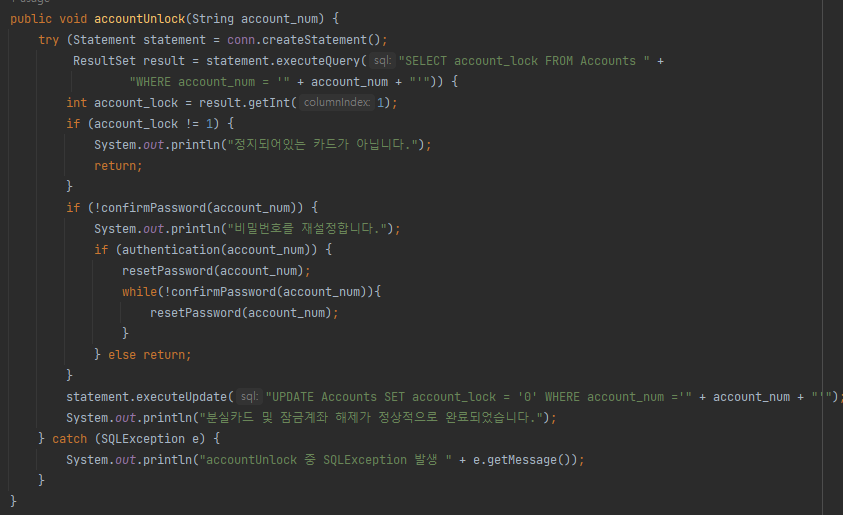 public void accountUnlock(String account_num) {
try (Statement statement = conn.createStatement();
ResultSet result = statement.executeQuery( sql: "SELECT account_lock FROM Accounts " +
"WHERE account_num = '" + account_num + "'")) {
int account_lock = result.getInt( columnIndex: 1);
if (account_lock != 1) {
System.out.println("정지되어있는 카드가 아닙니다.");
return;
}
if (!confirmPassword(account_num)) {
System.out.println("비밀번호를 재설정합니다.");
if (authentication(account_num)) {
resetPassword(account_num);
while(!confirmPassword(account_num)){
resetPassword(account_num);
}
} else return;
}
statement.executeUpdate( sql: "UPDATE Accounts SET account_lock = '0' WHERE account_num ='" + account_num + "'");
System.out.println("분실카드 및 잠금계좌 해제가 정상적으로 완료되었습니다.");
} catch (SQLException e) {
System.out.println("accountUnlock 중 SQLException 발생 " + e.getMessage());
}
}